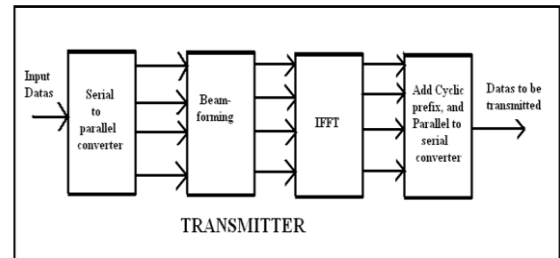 Input
Datas
Serial
to
parallel
converter
Beam-
forming
IFFT
Add Cyclic
prefix, and
Parallel to
serial
converter
Datas to be
transmitted
TRANSMITTER